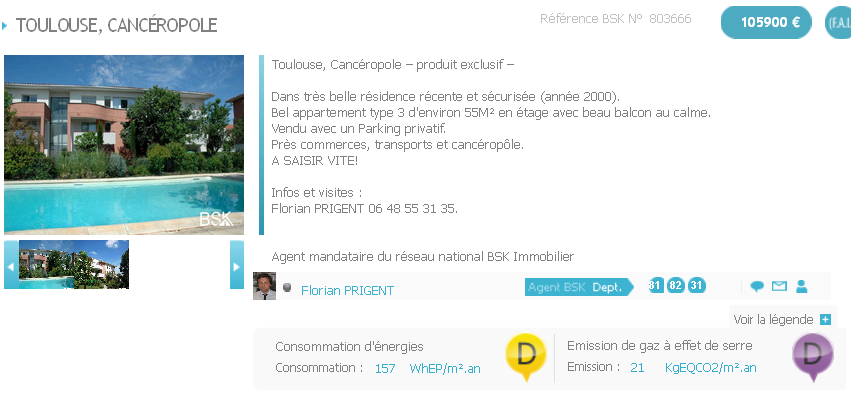 TOULOUSE, CANCÉROPOLE
Référence BSK N° 803666
105900 €
(F.A.I.
Toulouse, Cancéropole – produit exclusif –
Dans très belle résidence récente et sécurisée (année 2000).
Bel appartement type 3 d'environ 55M² en étage avec beau balcon au calme.
Vendu avec un Parking privatif.
Près commerces, transports et cancéropôle.
A SAISIR VITE!
Infos et visites :
Florian PRIGENT 06 48 55 31 35.
BSK
Agent mandataire du réseau national BSK Immobilier
Florian PRIGENT
Agent BSK Dept. 81 82 31
Voir la légende +
Consommation d'énergies
Consommation : 157 WhEP/m².an
D
Emission de gaz à effet de serre
Emission : 21 KgEQCO2/m².an
D